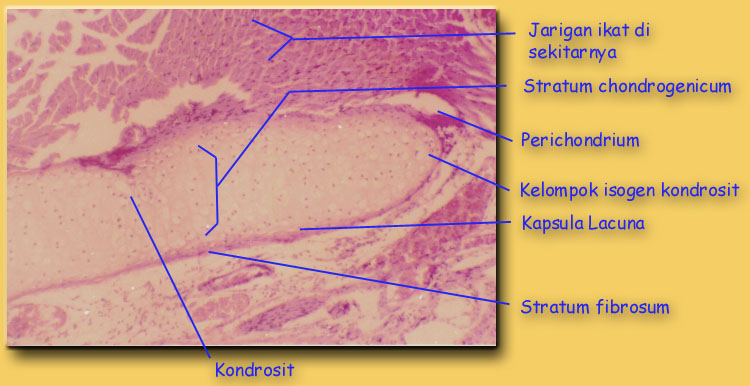 Jarigan ikat di
sekitarnya
Stratum chondrogenicum
Perichondrium
Kelompok isogen kondrosit
Kapsula Lacuna
Stratum fibrosum
Kondrosit